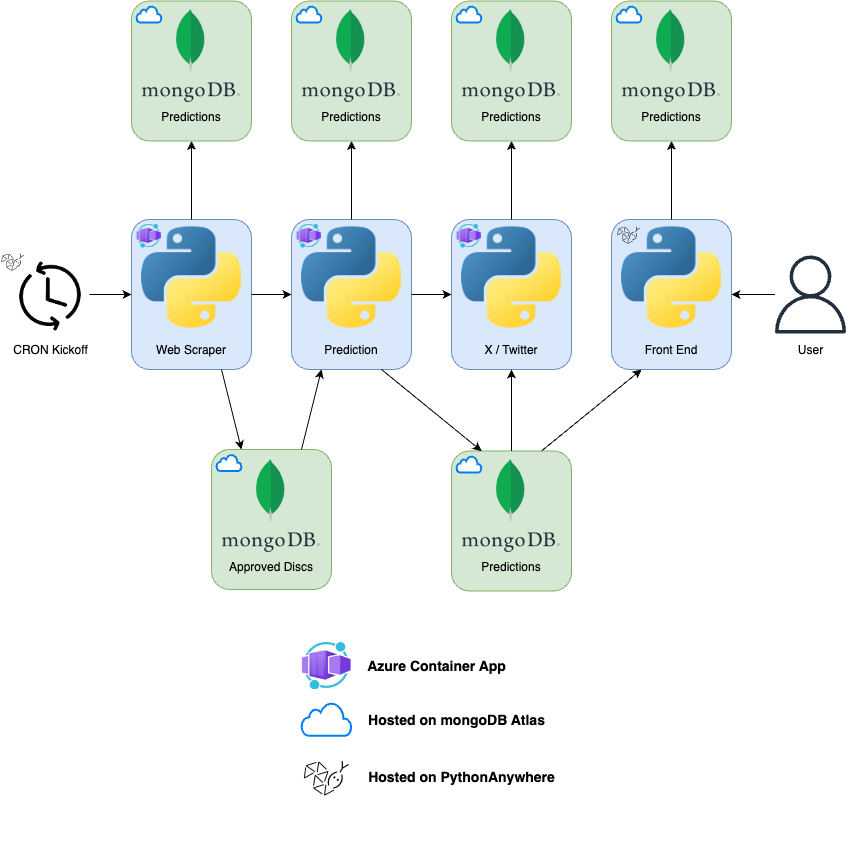 mongoDB.
Predictions
mongoDB.
Predictions
mongoDB.
Predictions
mongoDB.
Predictions
CRON Kickoff
Web Scraper
Prediction
X / Twitter
Front End
User
mongoDB.
Approved Discs
mongoDB.
Predictions
Azure Container App
Hosted on mongoDB Atlas
Hosted on PythonAnywhere